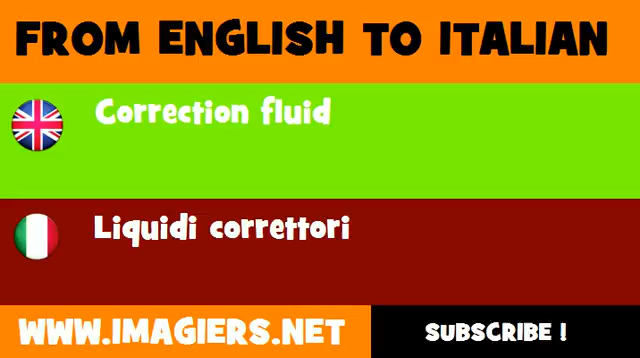 FROM ENGLISH TO ITALIAN
Correction fluid
Liquidi correttori
WWW.IMAGIERS.NET
SUBSCRIBE !